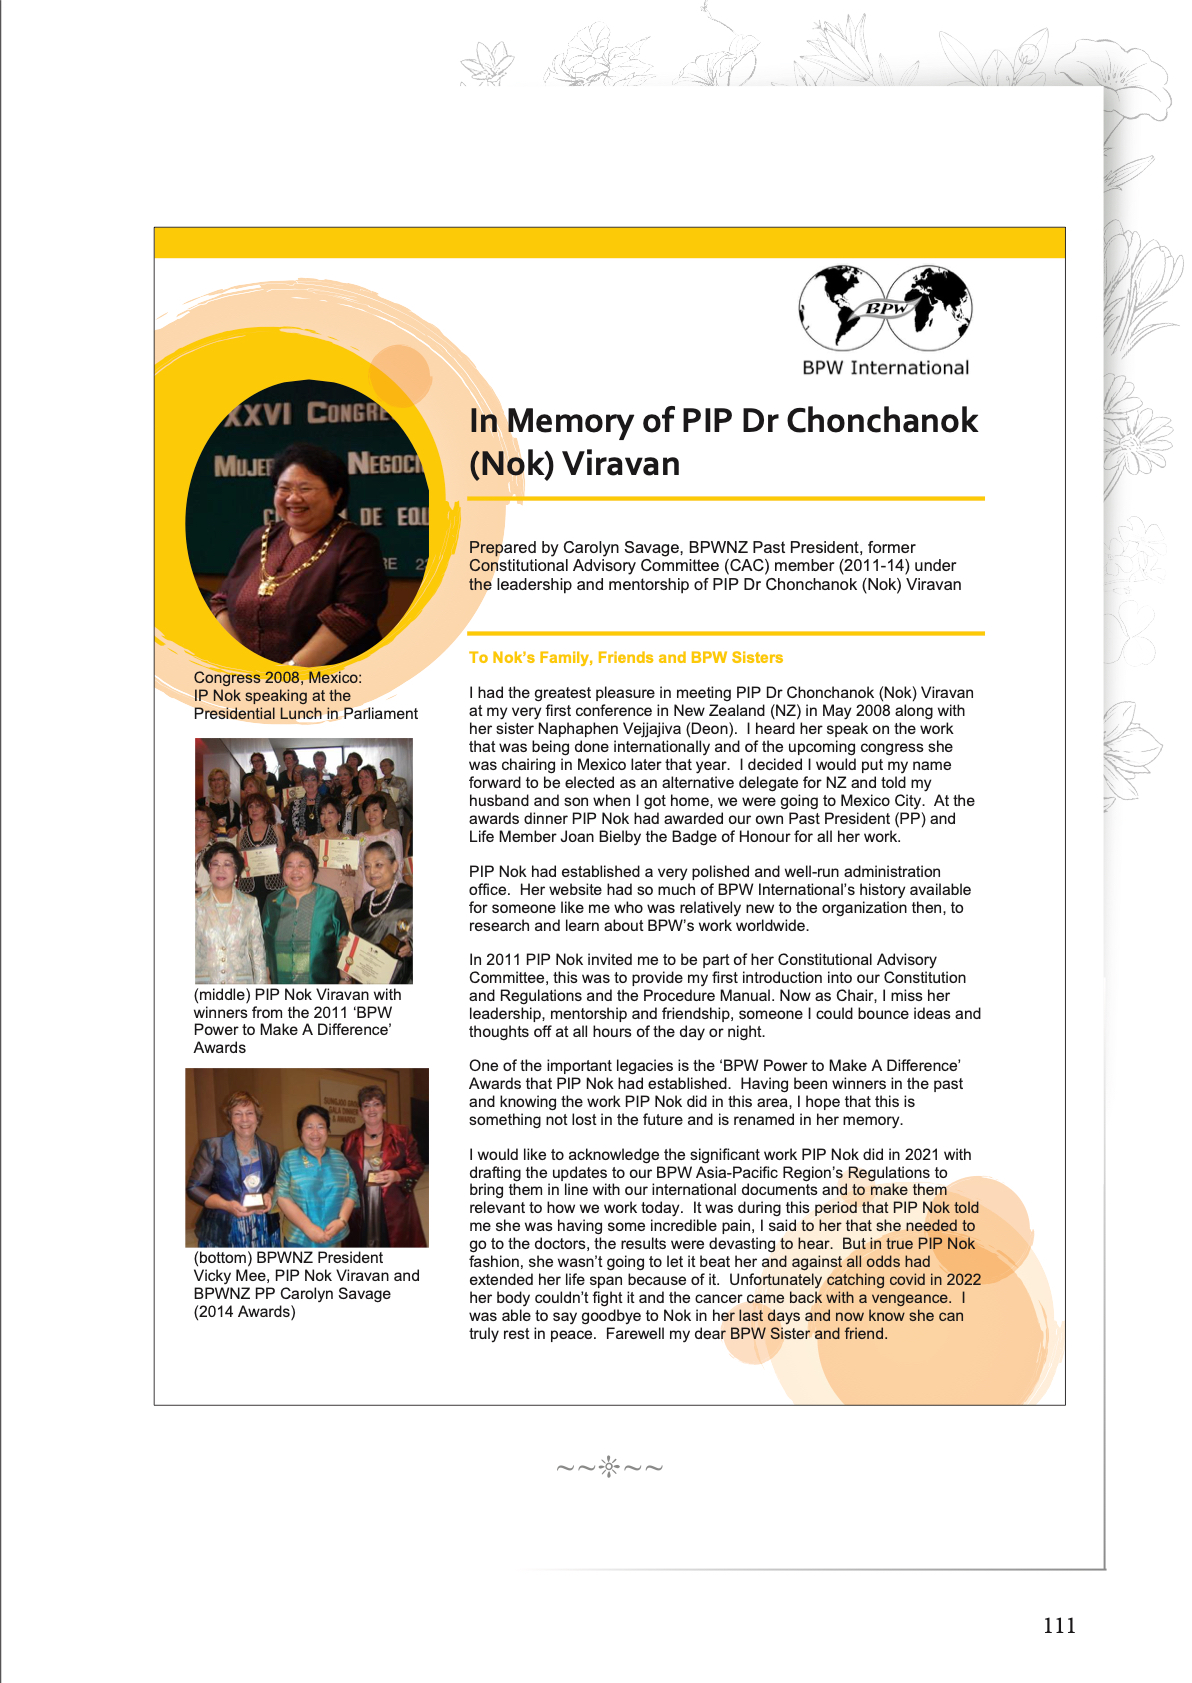 BPW
BPW International
XXVI CONGRE
MUJER
NEGOCI
DE EQU
In Memory of PIP Dr Chonchanok
(Nok) Viravan
Prepared by Carolyn Savage, BPWNZ Past President, former
Constitutional Advisory Committee (CAC) member (2011-14) under
the leadership and mentorship of PIP Dr Chonchanok (Nok) Viravan
Congress 2008, Mexico:
IP Nok speaking at the
Presidential Lunch in Parliament
(middle) PIP Nok Viravan with
winners from the 2011 ‘BPW
Power to Make A Difference’
Awards
GALA DINNER
& AWARDS
(bottom) BPWNZ President
Vicky Mee, PIP Nok Viravan and
BPWNZ PP Carolyn Savage
(2014 Awards)
To Nok’s Family, Friends and BPW Sisters
I had the greatest pleasure in meeting PIP Dr Chonchanok (Nok) Viravan
at my very first conference in New Zealand (NZ) in May 2008 along with
her sister Naphaphen Vejjajiva (Deon).  I heard her speak on the work
that was being done internationally and of the upcoming congress she
was chairing in Mexico later that year.  I decided I would put my name
forward to be elected as an alternative delegate for NZ and told my
husband and son when I got home, we were going to Mexico City.  At the
awards dinner PIP Nok had awarded our own Past President (PP) and
Life Member Joan Bielby the Badge of Honour for all her work.
PIP Nok had established a very polished and well-run administration
office.  Her website had so much of BPW International’s history available
for someone like me who was relatively new to the organization then, to
research and learn about BPW’s work worldwide.
In 2011 PIP Nok invited me to be part of her Constitutional Advisory
Committee, this was to provide my first introduction into our Constitution
and Regulations and the Procedure Manual. Now as Chair, I miss her
leadership, mentorship and friendship, someone I could bounce ideas and
thoughts off at all hours of the day or night.
One of the important legacies is the ‘BPW Power to Make A Difference’
Awards that PIP Nok had established.  Having been winners in the past
and knowing the work PIP Nok did in this area, I hope that this is
something not lost in the future and is renamed in her memory.
I would like to acknowledge the significant work PIP Nok did in 2021 with
drafting the updates to our BPW Asia-Pacific Region’s Regulations to
bring them in line with our international documents and to make them
relevant to how we work today.  It was during this period that PIP Nok told
me she was having some incredible pain, I said to her that she needed to
go to the doctors, the results were devasting to hear.  But in true PIP Nok
fashion, she wasn’t going to let it beat her and against all odds had
extended her life span because of it.  Unfortunately catching covid in 2022
her body couldn’t fight it and the cancer came back with a vengeance.  I
was able to say goodbye to Nok in her last days and now know she can
truly rest in peace.  Farewell my dear BPW Sister and friend.
111